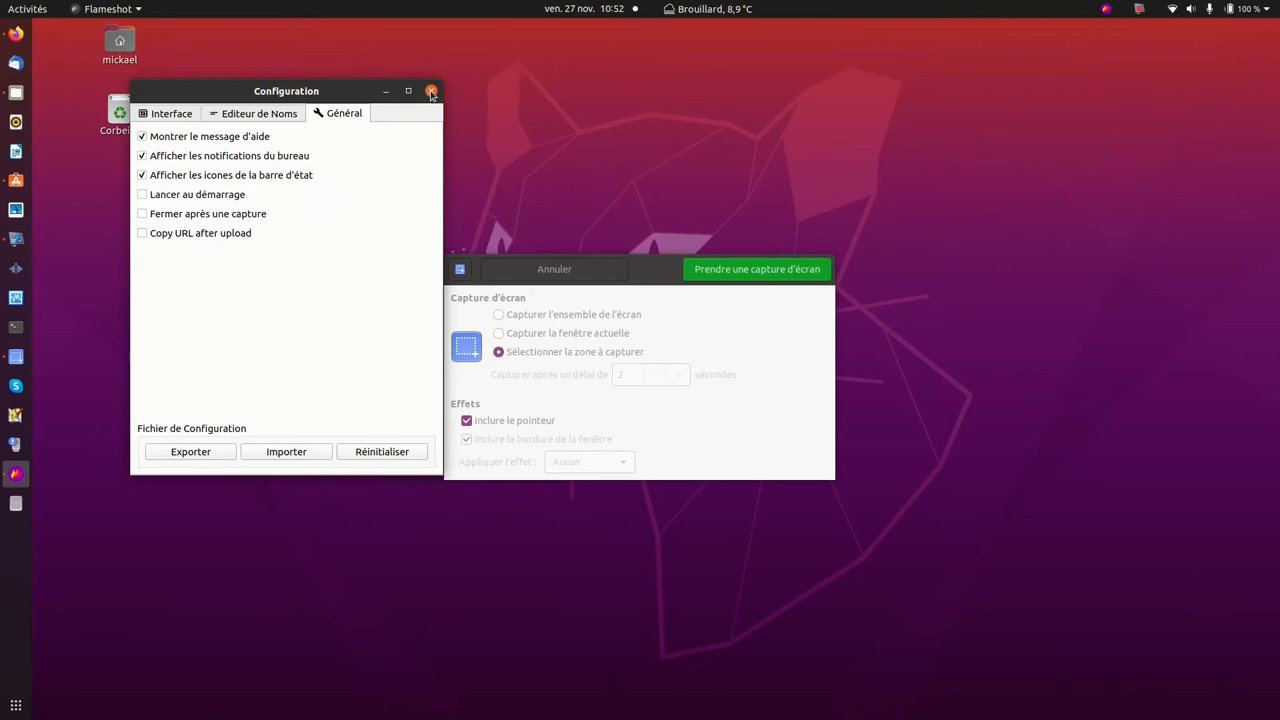 Activités Flameshot ven. 27 nov. 10:52 Brouillard, 8,9 °C 100 %
mickael
Corbei
Configuration
Interface Editeur de Noms Général
Montrer le message d'aide
Afficher les notifications du bureau
Afficher les icones de la barre d'état
Lancer au démarrage
Fermer après une capture
Copy URL after upload
Fichier de Configuration
Exporter Importer Réinitialiser
Annuler Prendre une capture d'écran
Capture d'écran
Capturer l'ensemble de l'écran
Capturer la fenêtre actuelle
Sélectionner la zone à capturer
Capturer après un délai de 2 secondes
Effets
Inclure le pointeur
Inclure la bordure de la fenêtre
Appliquer l'effet : Aucun